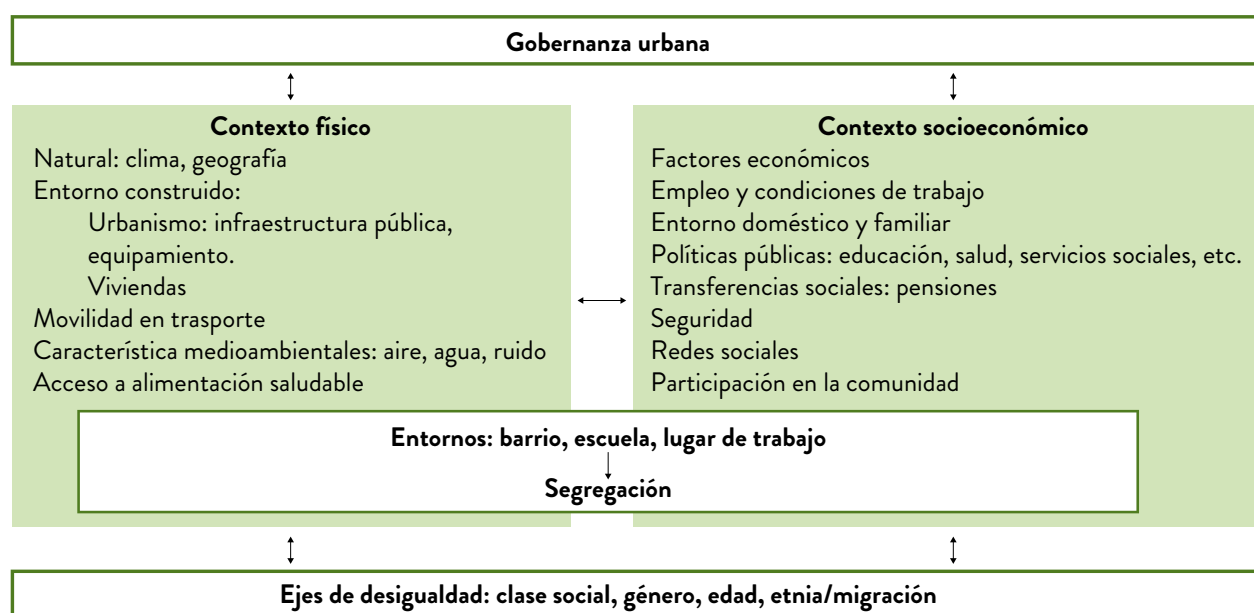 Gobernanza urbana
Contexto físico
Natural: clima, geografía
Entorno construido:
Urbanismo: infraestructura pública,
equipamiento.
Viviendas
Movilidad en trasporte
Característica medioambientales: aire, agua, ruido
Acceso a alimentación saludable
Contexto socioeconómico
Factores económicos
Empleo y condiciones de trabajo
Entorno doméstico y familiar
Políticas públicas: educación, salud, servicios sociales, etc.
Transferencias sociales: pensiones
Seguridad
Redes sociales
Participación en la comunidad
Entornos: barrio, escuela, lugar de trabajo
Segregación
Ejes de desigualdad: clase social, género, edad, etnia/migración